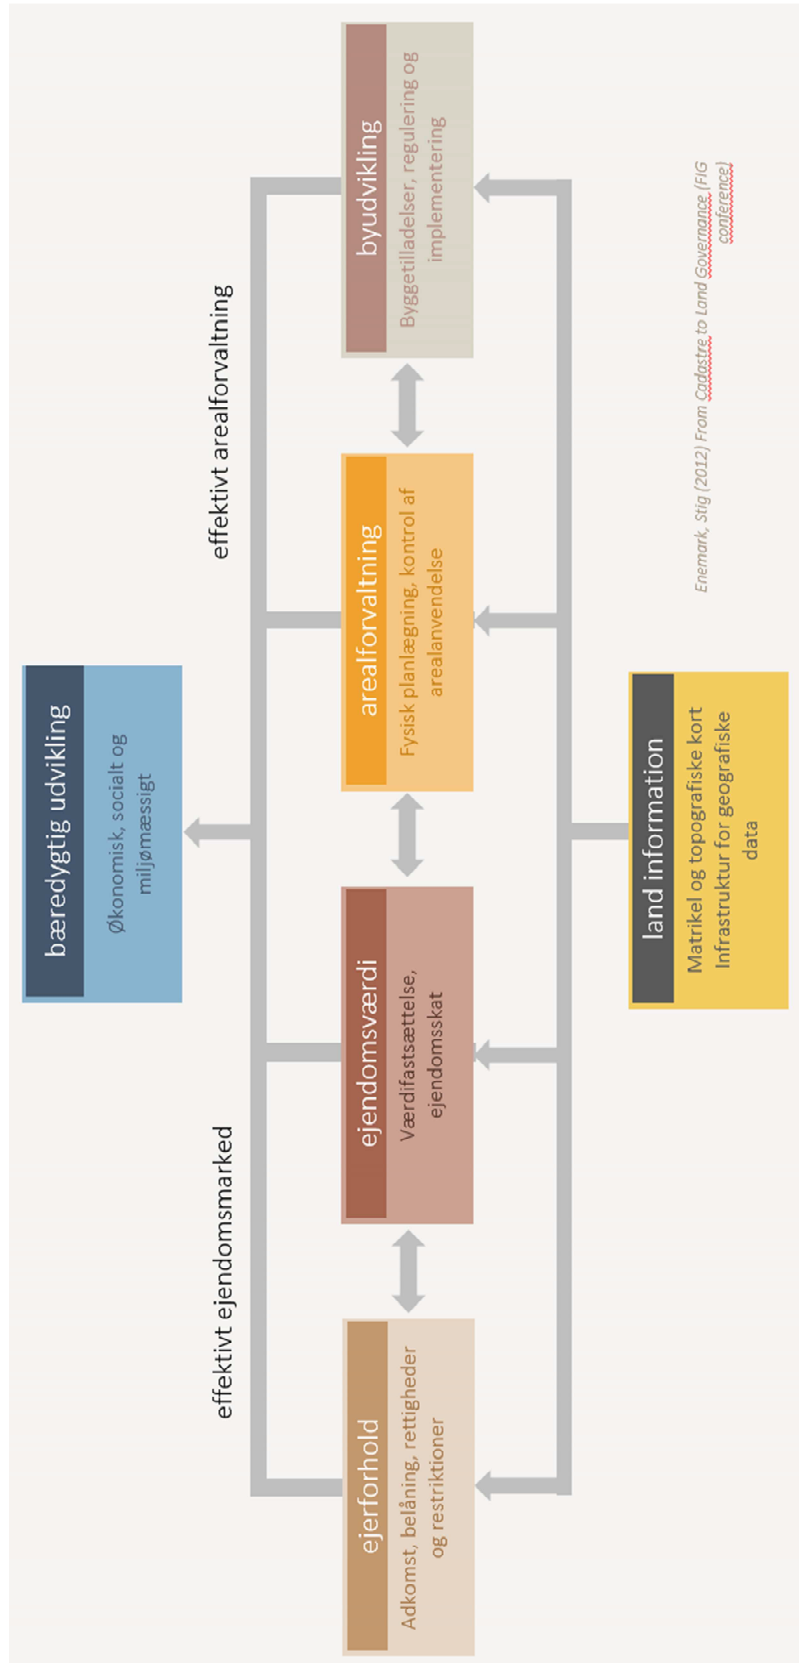 bæredygtig udvikling
Økonomisk, socialt og
miljømæssigt
effektivt ejendomsmarked
effektivt arealforvaltning
ejerforhold
Adkomst, belåning, rettigheder
og restriktioner
ejendomsværdi
Værdifastsættelse,
ejendomsskat
arealforvaltning
Fysisk planlægning, kontrol af
arealanvendelse
byudvikling
Byggetilladelser, regulering og
implementering
land information
Matrikel og topografiske kort
Infrastruktur for geografiske
data
Enemark, Stig (2012) From Cadastre to Land Governance (FIG
conference)